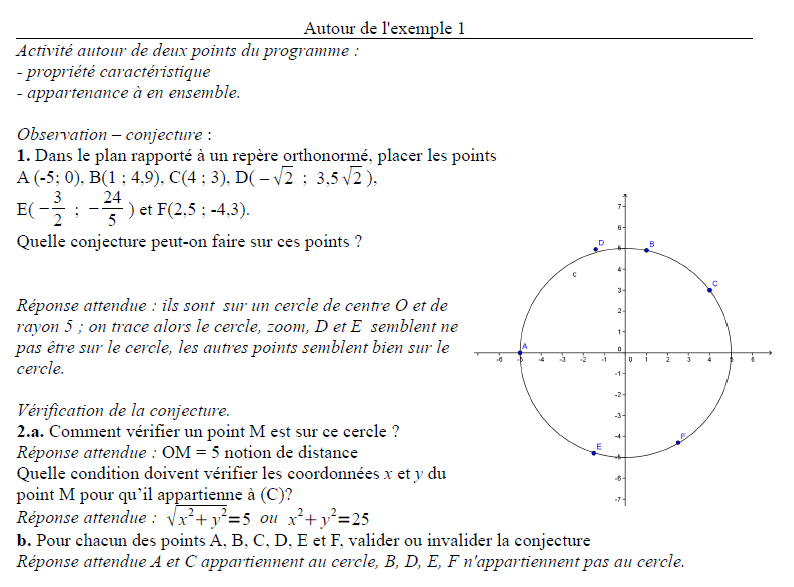 Autour de l'exemple 1
Activité autour de deux points du programme :
- propriété caractéristique
- appartenance à en ensemble.
Observation – conjecture :
1. Dans le plan rapporté à un repère orthonormé, placer les points
A (-5; 0), B(1 ; 4,9), C(4 ; 3), D( −√2 ; 3,5√2 ),
E( −3/2 ; −24/5 ) et F(2,5 ; -4,3).
Quelle conjecture peut-on faire sur ces points ?
Réponse attendue : ils sont sur un cercle de centre O et de
rayon 5 ; on trace alors le cercle, zoom, D et E semblent ne
pas être sur le cercle, les autres points semblent bien sur le
cercle.
Vérification de la conjecture.
2.a. Comment vérifier un point M est sur ce cercle ?
Réponse attendue : OM = 5 notion de distance
Quelle condition doivent vérifier les coordonnées x et y du
point M pour qu'il appartienne à (C)?
Réponse attendue : √(x²+y²)=5 ou x²+y²=25
b. Pour chacun des points A, B, C, D, E et F, valider ou invalider la conjecture
Réponse attendue A et C appartiennent au cercle, B, D, E, F n'appartiennent pas au cercle.
7
6
D
B
5
c
4
C
3
2
1
A
0
-6 -5 -4 -3 -2 -1 0 1 2 3 4 5 6
-1
-2
-3
-4
F
E
-5
-6
-7